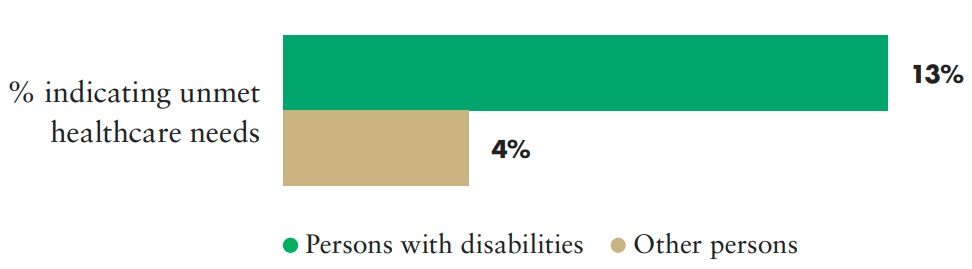 % indicating unmet
healthcare needs
13%
4%
Persons with disabilities
Other persons